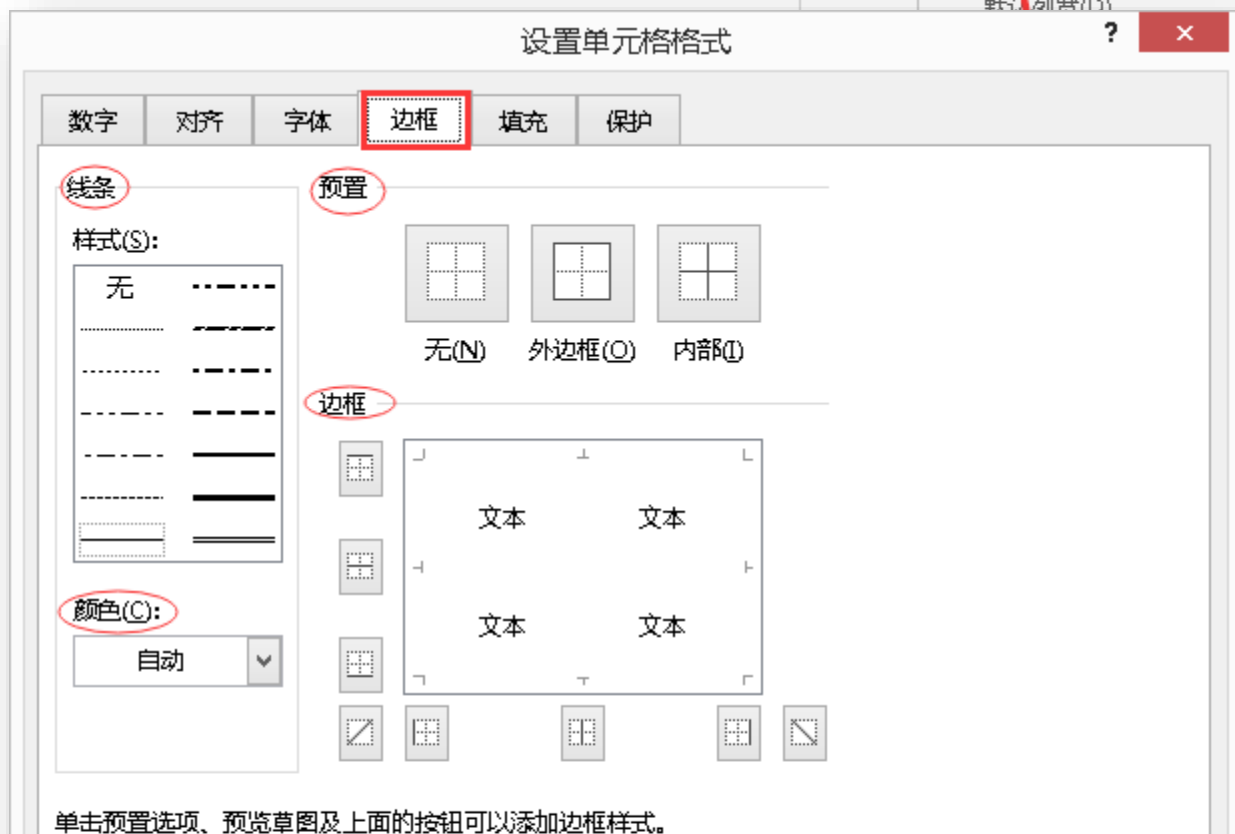 设置单元格格式
?
数字 对齐 字体 边框 填充 保护
线条
样式(S):
无
预置
无(N) 外边框(O) 内部(I)
边框
文本 文本
文本 文本
颜色(C):
自动
单击预置选项、预览草图及上面的按钮可以添加边框样式。